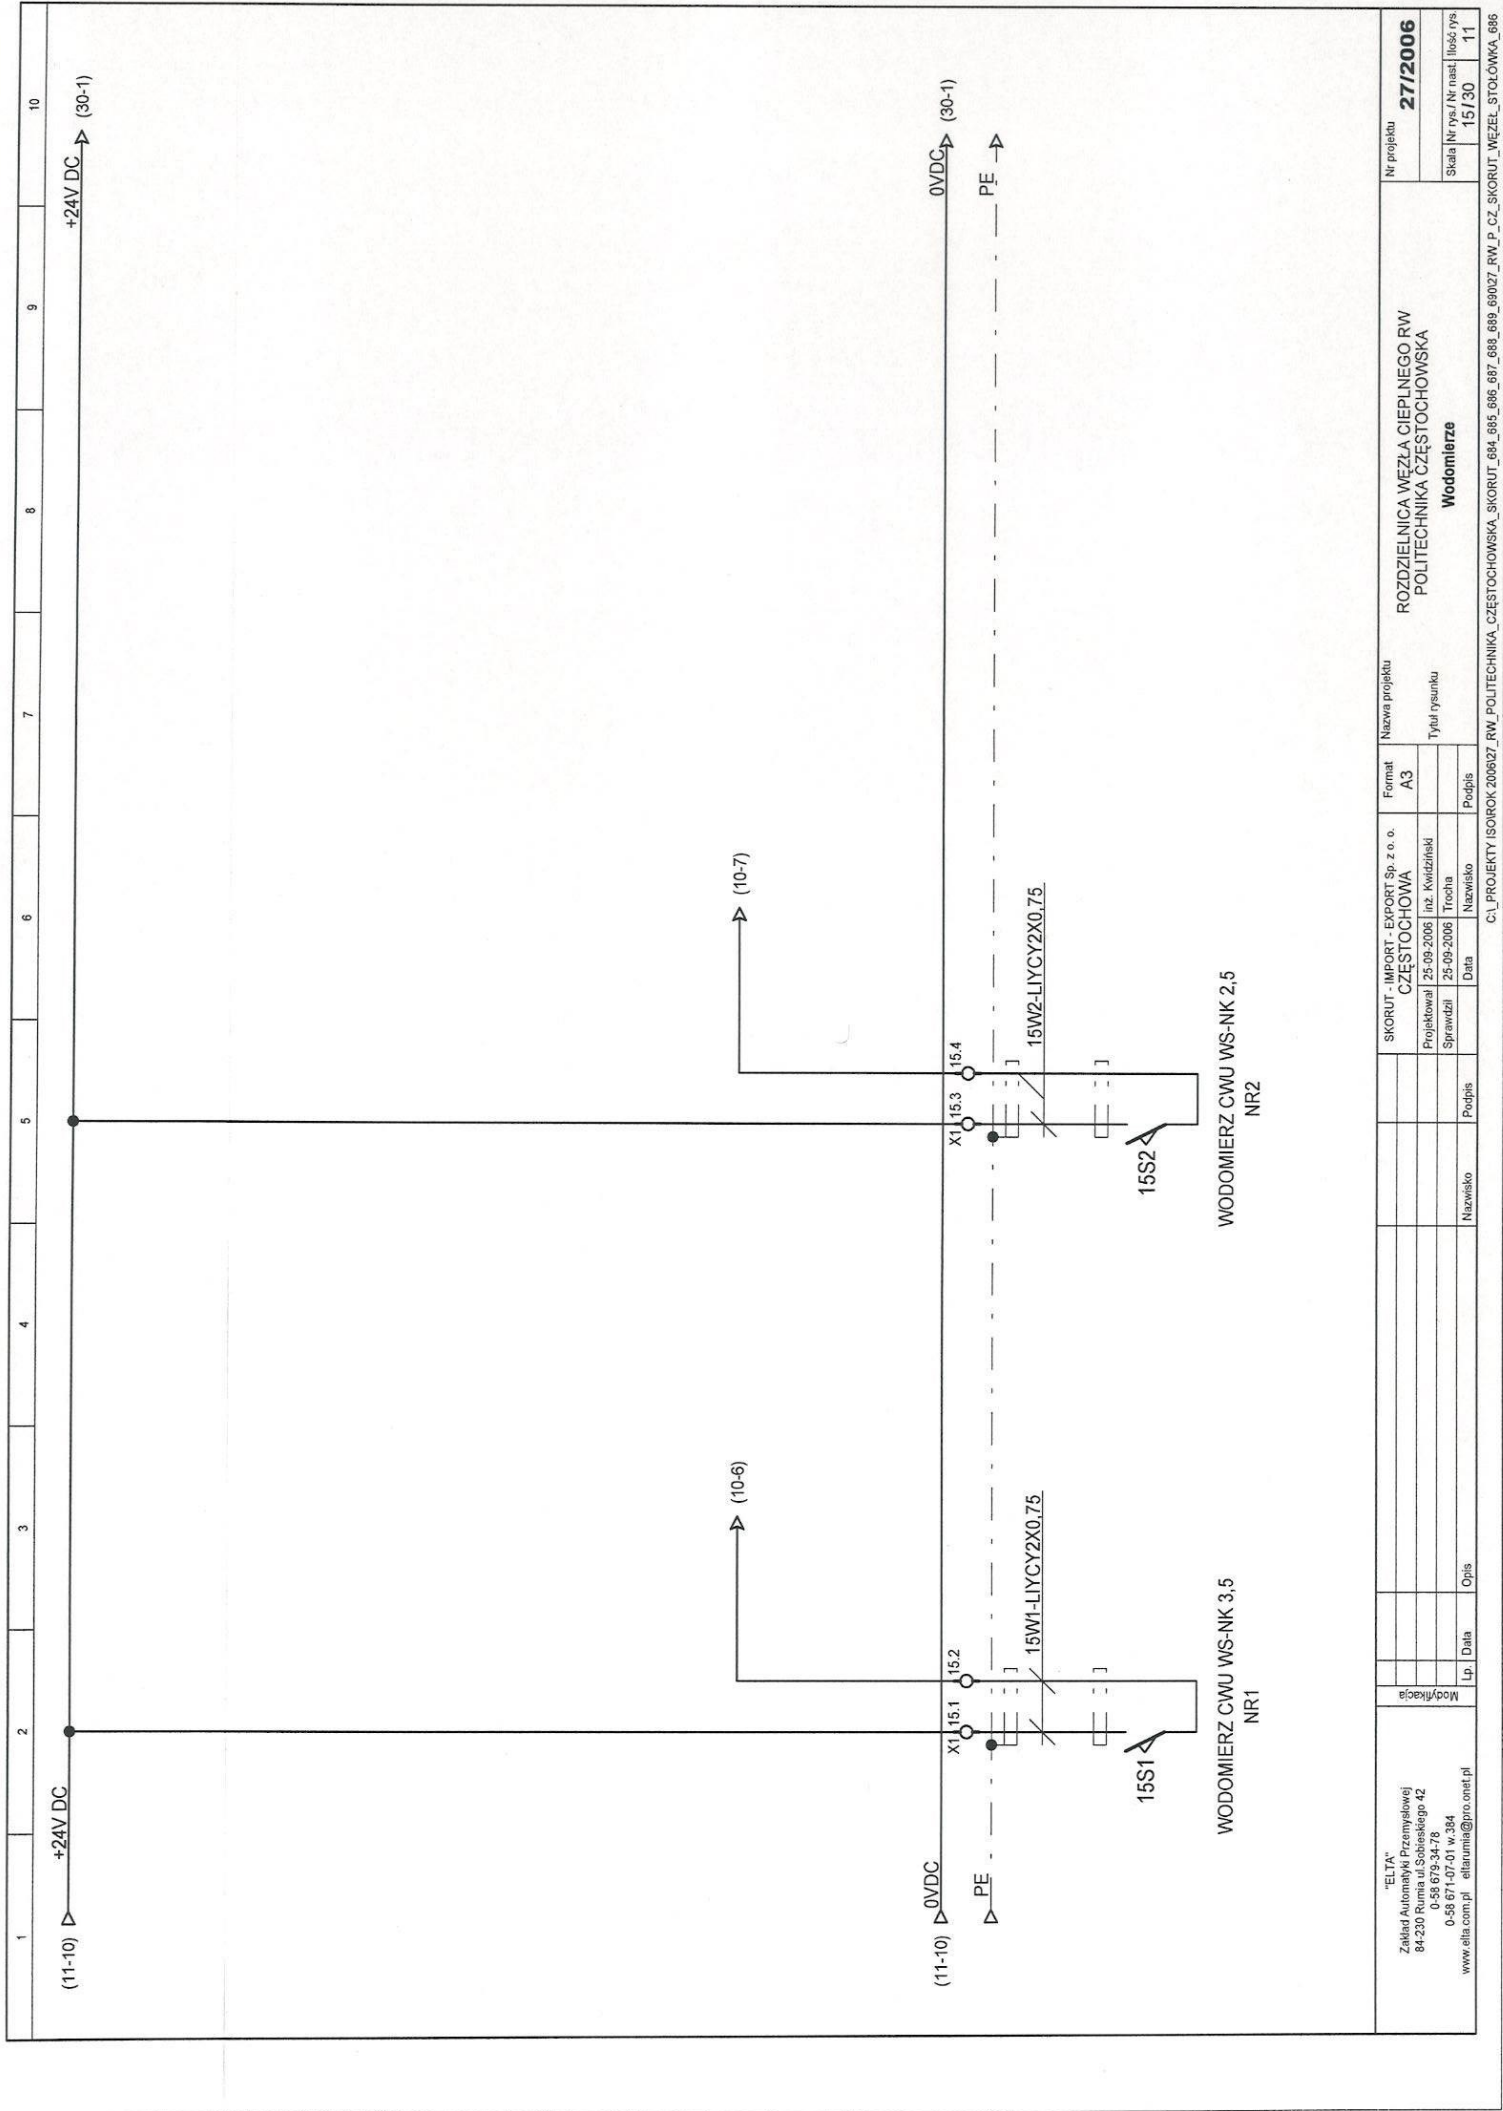 1 2 3 4 5 6 7 8 9 10
(11-10) +24V DC
+24V DC (30-1)
(10-6)
(10-7)
(11-10) 0VDC
0VDC (30-1)
PE
PE
X1 15.1 15.2
X1 15.3 15.4
15W1-LIYCY2X0,75
15W2-LIYCY2X0,75
15S1
15S2
WODOMIERZ CWU WS-NK 3,5
NR1
WODOMIERZ CWU WS-NK 2,5
NR2
"ELTA"
Zakład Automatyki Przemysłowej
84-230 Rumia ul.Sobieskiego 42
0-58 679-34-78
0-58 671-07-01 w.384
www.elta.com.pl eltarumia@pro.onet.pl
Modyfikacja
Lp. Data Opis Nazwisko Podpis
SKORUT - IMPORT - EXPORT Sp. z o. o.
CZĘSTOCHOWA
Projektował 25-09-2006 inż. Kwidziński
Sprawdził 25-09-2006 Trocha
Data Nazwisko Podpis
Format
A3
Nazwa projektu
ROZDZIELNICA WĘZŁA CIEPLNEGO RW
POLITECHNIKA CZĘSTOCHOWSKA
Tytuł rysunku
Wodomierze
Nr projektu
27/2006
Skala Nr rys./ Nr nast. Ilość rys.
15/30 11
C:\_PROJEKTY ISO\ROK 2006\27_RW_POLITECHNIKA_CZĘSTOCHOWSKA_SKORUT_684_685_686_687_688_689_690\27_RW_P_CZ_SKORUT_WĘZEŁ_STOŁÓWKA_686